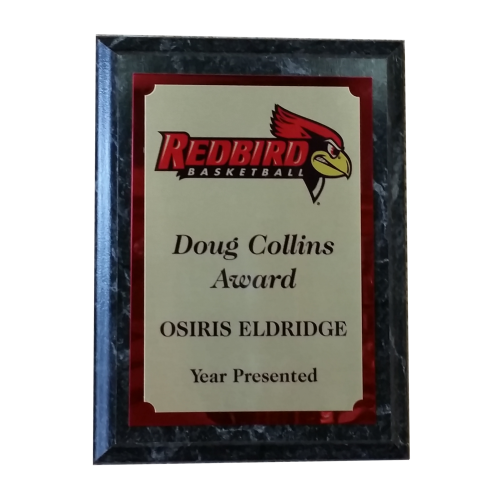 REDBIRD
BASKETBALL
Doug Collins
Award
OSIRIS ELDRIDGE
Year Presented